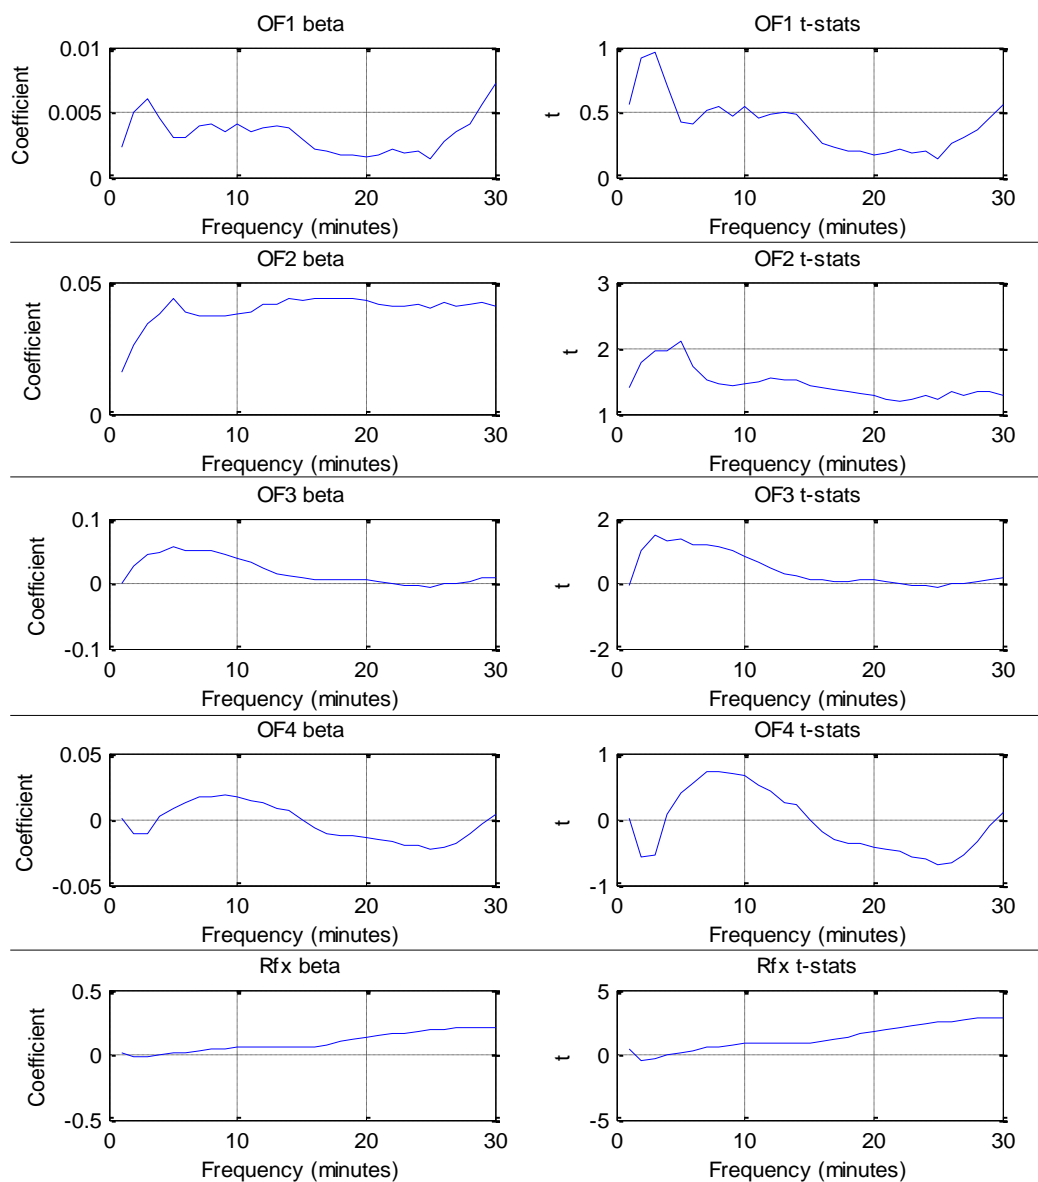 OF1 beta
0.01
0.005
0
Coefficient
0 10 20 30
Frequency (minutes)
OF1 t-stats
1
0.5
0
t
0 10 20 30
Frequency (minutes)
OF2 beta
0.05
0
Coefficient
0 10 20 30
Frequency (minutes)
OF2 t-stats
3
2
1
t
0 10 20 30
Frequency (minutes)
OF3 beta
0.1
0
-0.1
Coefficient
0 10 20 30
Frequency (minutes)
OF3 t-stats
2
0
-2
t
0 10 20 30
Frequency (minutes)
OF4 beta
0.05
0
-0.05
Coefficient
0 10 20 30
Frequency (minutes)
OF4 t-stats
1
0
-1
t
0 10 20 30
Frequency (minutes)
Rfx beta
0.5
0
-0.5
Coefficient
0 10 20 30
Frequency (minutes)
Rfx t-stats
5
0
-5
t
0 10 20 30
Frequency (minutes)